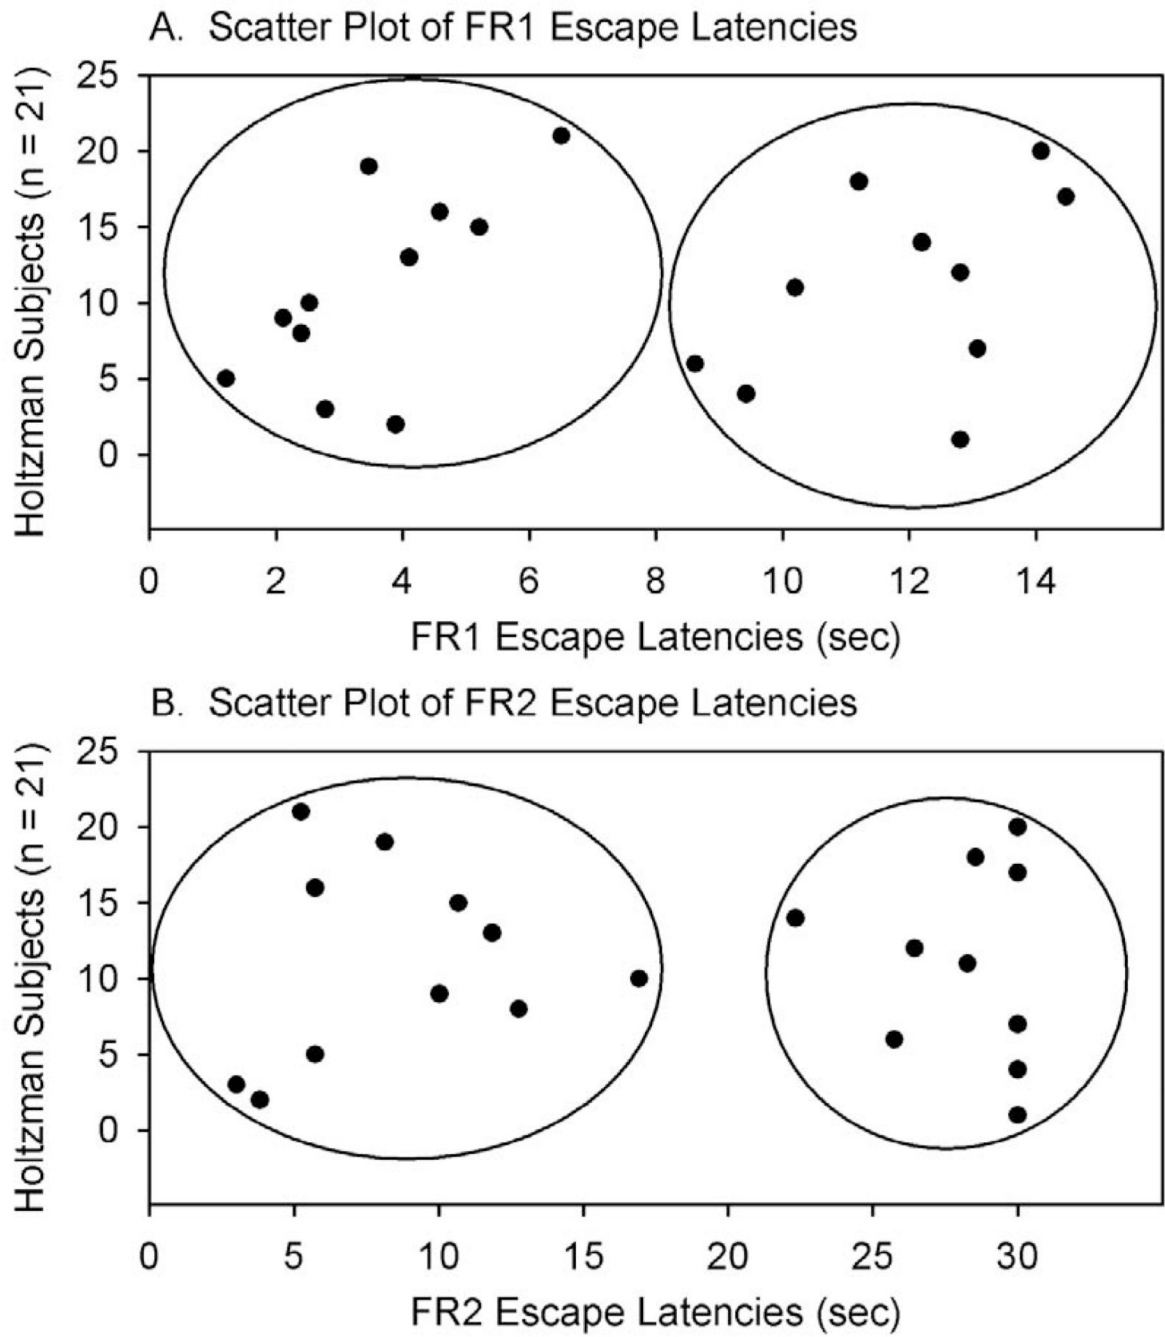 A. Scatter Plot of FR1 Escape Latencies
Holtzman Subjects (n = 21)
25
20
15
10
5
0
0 2 4 6 8 10 12 14
FR1 Escape Latencies (sec)
B. Scatter Plot of FR2 Escape Latencies
Holtzman Subjects (n = 21)
25
20
15
10
5
0
0 5 10 15 20 25 30
FR2 Escape Latencies (sec)